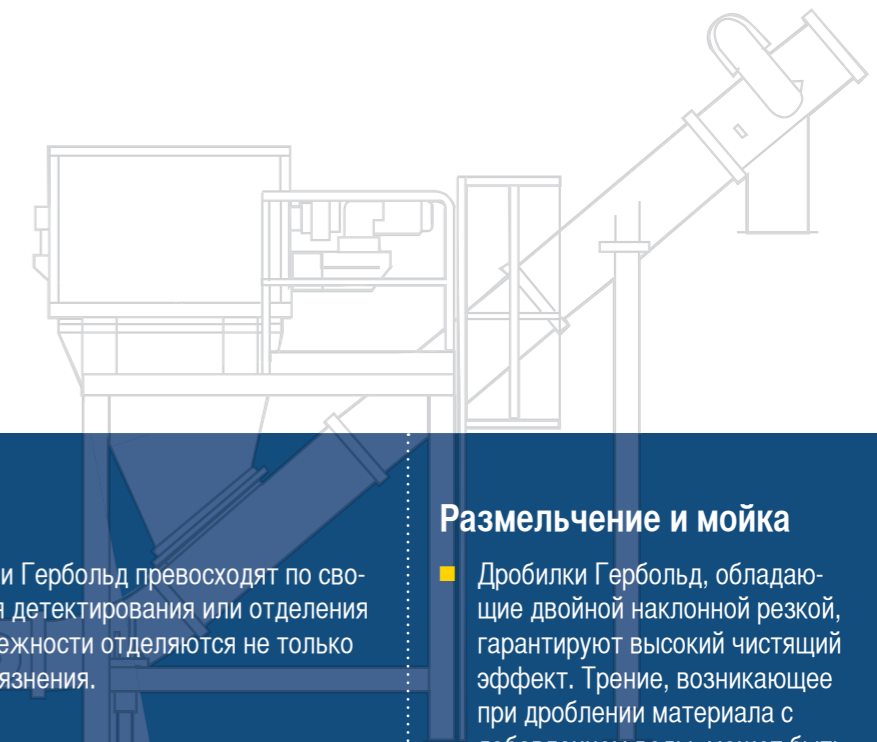 и Гербольд превосходят по сво-
я детектирования или отделения
ежности отделяются не только
язнения.
Размельчение и мойка
Дробилки Гербольд, обладаю-
щие двойной наклонной резкой,
гарантируют высокий чистящий
эффект. Трение, возникающее
при дроблении материала с